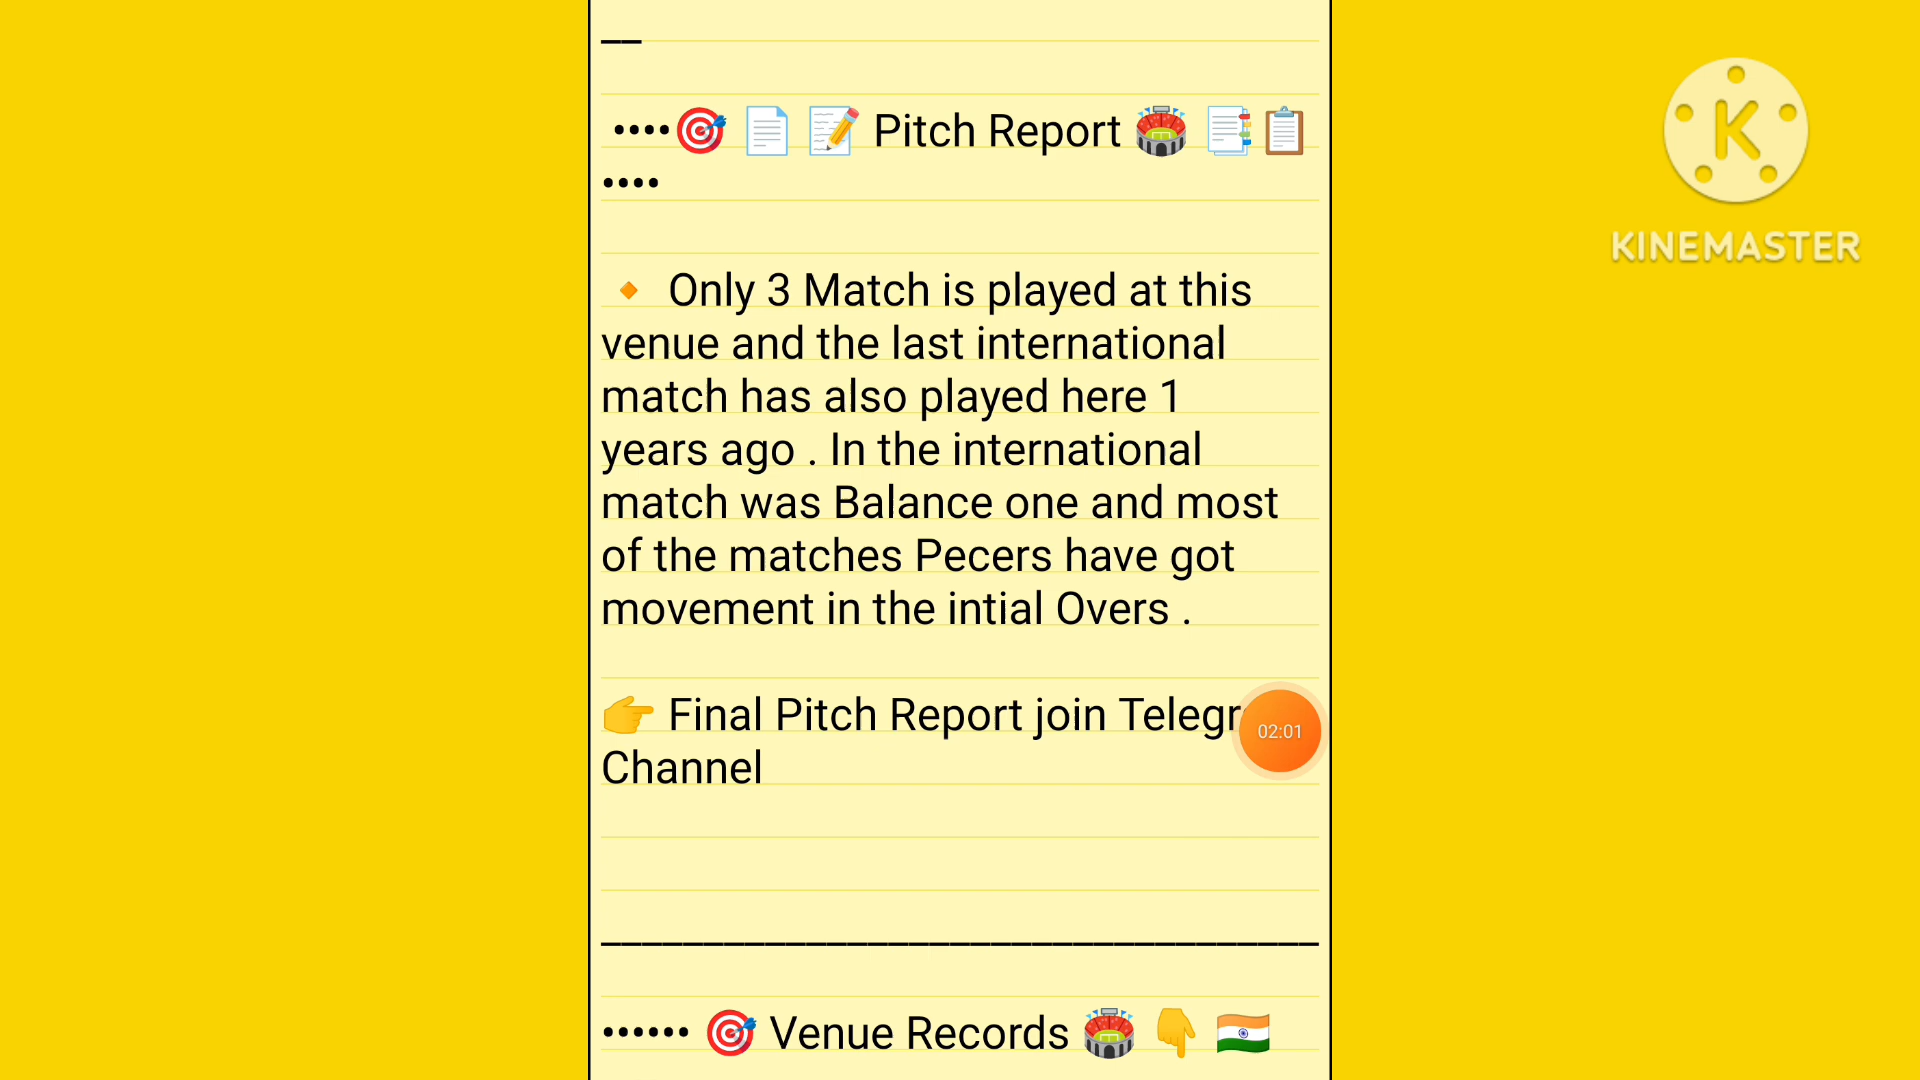 __
••••🎯 📄 📝 Pitch Report 🏟 📑 📋
••••
🔸 Only 3 Match is played at this
venue and the last international
match has also played here 1
years ago . In the international
match was Balance one and most
of the matches Pecers have got
movement in the intial Overs .
👉 Final Pitch Report join Telegr
Channel
02:01
___________________________________
•••••• 🎯 Venue Records 🏟 👇 🇮🇳
K
KINEMASTER